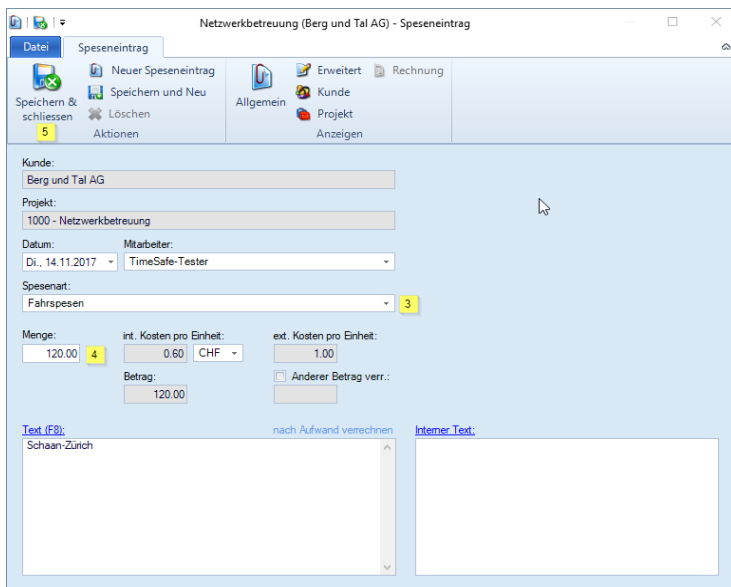 Netzwerkbetreuung (Berg und Tal AG) - Speseneintrag
Datei Speseneintrag
Neuer Speseneintrag Erweitert Rechnung
Speichern und Neu Kunde
Speichern & schliessen Löschen Allgemein Projekt
5 Aktionen Anzeigen
Kunde:
Berg und Tal AG
Projekt:
1000 - Netzwerkbetreuung
Datum: Mitarbeiter:
Di., 14.11.2017 TimeSafe-Tester
Spesenart:
Fahrspesen 3
Menge: int. Kosten pro Einheit: ext. Kosten pro Einheit:
120.00 4 0.60 CHF 1.00
Betrag: Anderer Betrag verr.:
120.00
Text (F8): nach Aufwand verrechnen Interner Text:
Schaan-Zürich